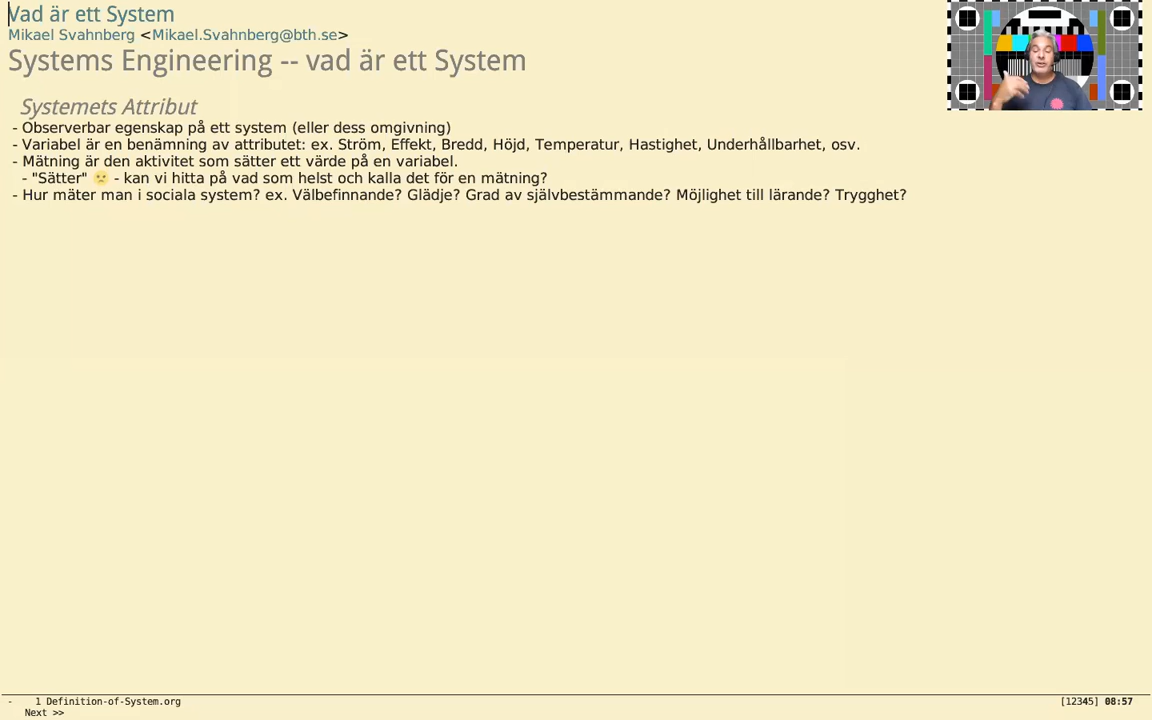 Vad är ett System
Mikael Svahnberg <Mikael.Svahnberg@bth.se>
Systems Engineering -- vad är ett System
Systemets Attribut
- Observerbar egenskap på ett system (eller dess omgivning)
- Variabel är en benämning av attributet: ex. Ström, Effekt, Bredd, Höjd, Temperatur, Hastighet, Underhållbarhet, osv.
- Mätning är den aktivitet som sätter ett värde på en variabel.
- "Sätter" 😟 - kan vi hitta på vad som helst och kalla det för en mätning?
- Hur mäter man i sociala system? ex. Välbefinnande? Glädje? Grad av självbestämmande? Möjlighet till lärande? Trygghet?
- 1 Definition-of-System.org [12345] 08:57
Next >>